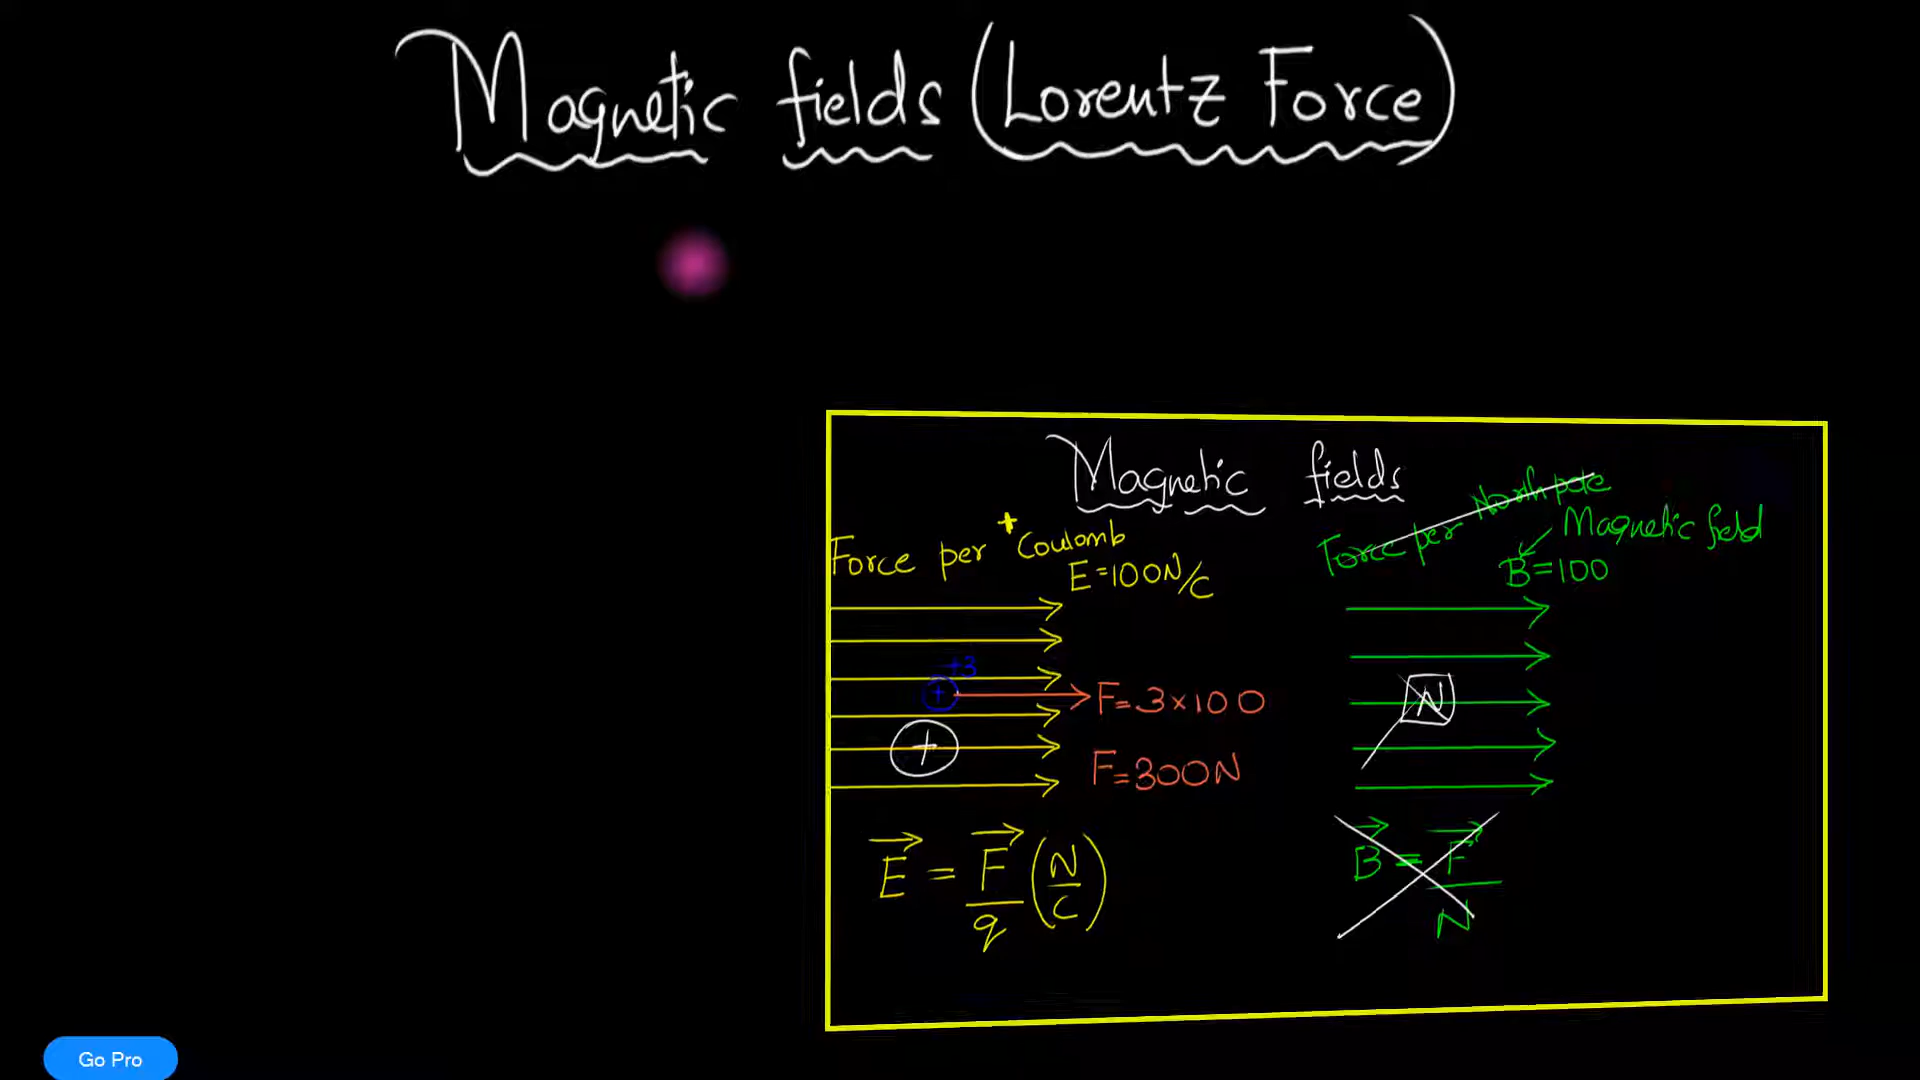 Magnetic fields (Lorentz Force)
Magnetic fields
Force per + Coulomb
E=100N/C
+3
+
F=3×100
+
F=300N
E = F/q (N/C)
Force per North pole
Magnetic field
B=100
N
B = F/N
Go Pro